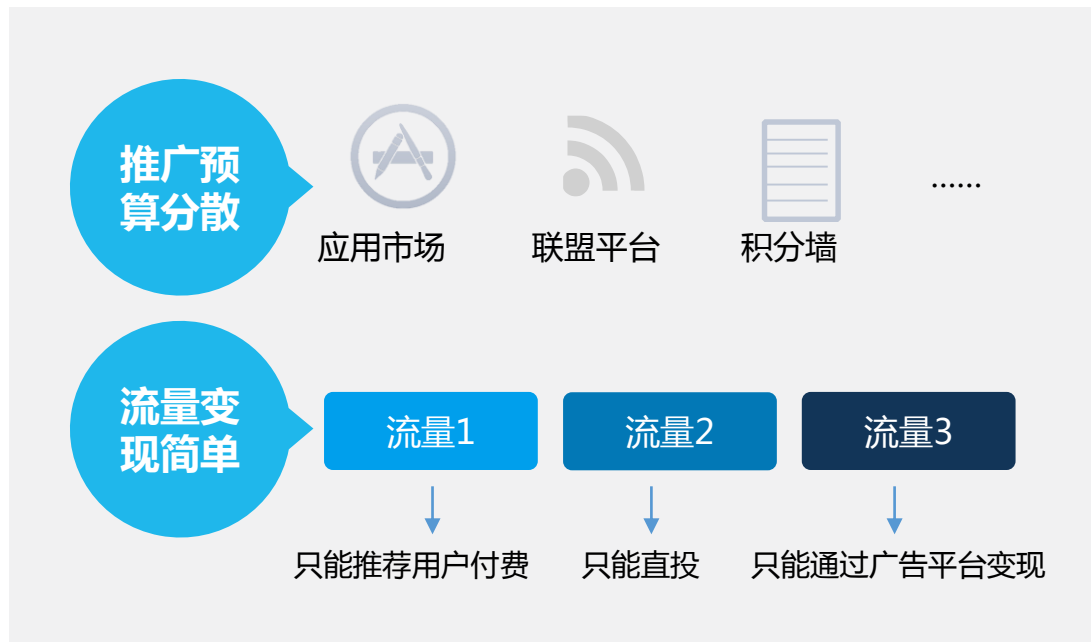 推广预
算分散
应用市场 联盟平台 积分墙 ······
流量变
现简单
流量1 流量2 流量3
只能推荐用户付费 只能直投 只能通过广告平台变现